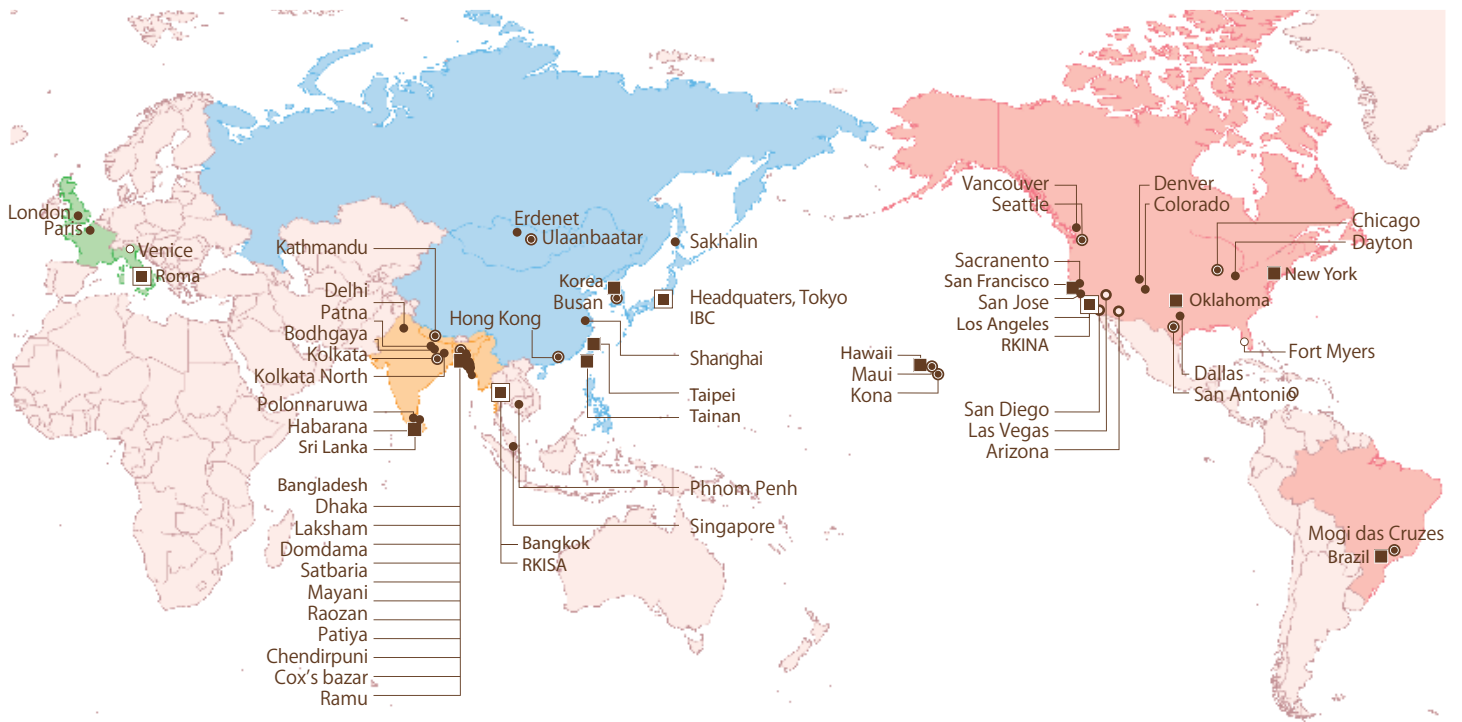 London
Paris
Venice
Roma
Kathmandu
Delhi
Patna
Bodhgaya
Kolkata
Kolkata North
Polonnaruwa
Habarana
Sri Lanka
Bangladesh
Dhaka
Laksham
Domdama
Satbaria
Mayani
Raozan
Patiya
Chendirpuni
Cox's bazar
Ramu
Erdenet
Ulaanbaatar
Sakhalin
Korea
Busan
Hong Kong
Headquaters, Tokyo
IBC
Shanghai
Taipei
Tainan
Phnom Penh
Singapore
Bangkok
RKISA
Hawaii
Maui
Kona
Vancouver
Seattle
Sacranento
San Francisco
San Jose
Los Angeles
RKINA
San Diego
Las Vegas
Arizona
Denver
Colorado
Chicago
Dayton
New York
Oklahoma
Fort Myers
Dallas
San Antonio
Mogi das Cruzes
Brazil